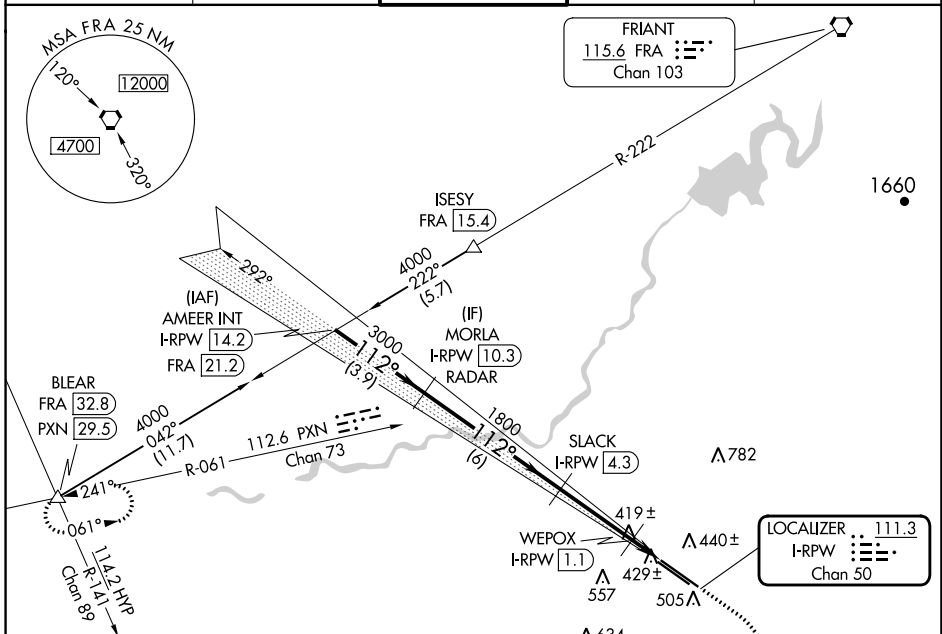 MSA FRA 25 NM
120°
12000
4700
320°
FRIANT
115.6 FRA
Chan 103
R-222
1660
ISESY
FRA 15.4
4000
222°
(5.7)
292°
(IAF)
AMEER INT
I-RPW 14.2
FRA 21.2
3000
112°
(3.9)
(IF)
MORLA
I-RPW 10.3
RADAR
BLEAR
FRA 32.8
PXN 29.5
4000
042°
(11.7)
R-061
112.6 PXN
Chan 73
1800
112°
(6)
SLACK
I-RPW 4.3
782
241°
061°
419±
WEPOX
I-RPW 1.1
429±
440±
557
505
LOCALIZER 111.3
I-RPW
Chan 50
114.2 HYP
R-141
Chan 89